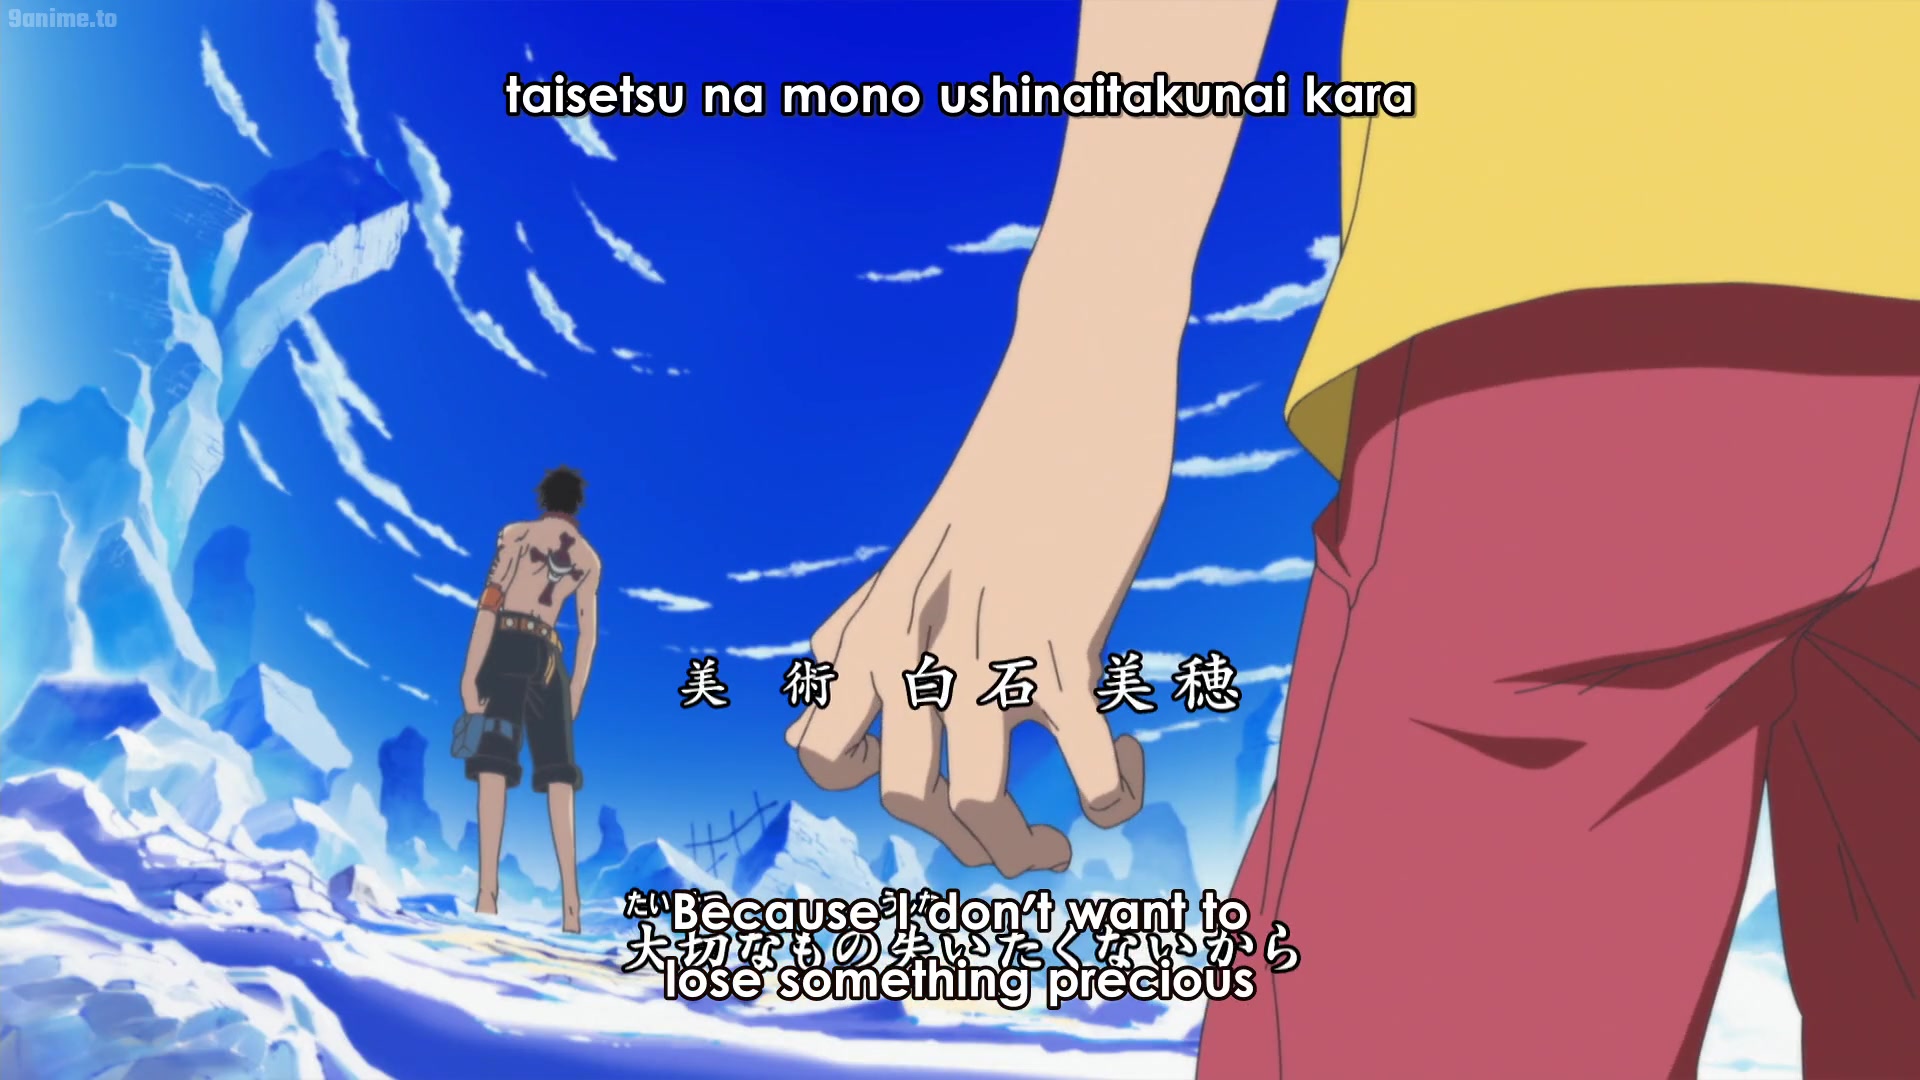 9anime.to
taisetsu na mono ushinaitakunai kara
美術 白石 美穂
Because I don't want to
大切なもの失いたくないから
lose something precious